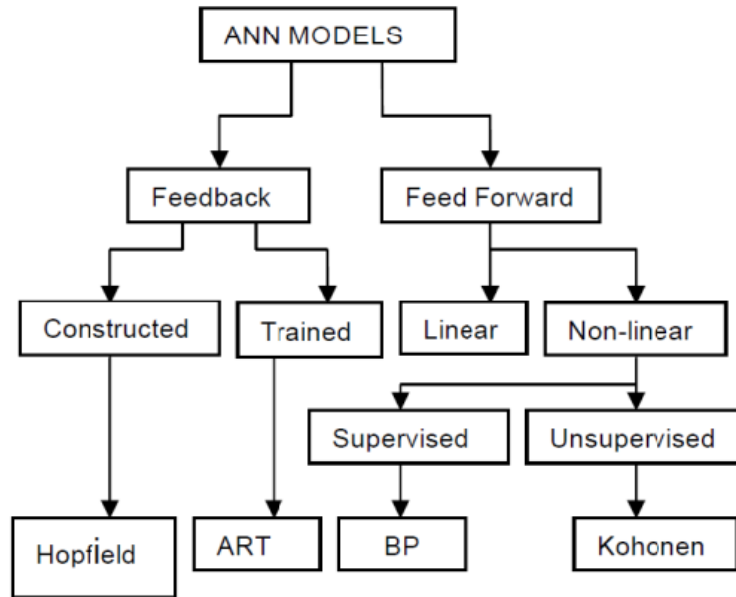 ANN MODELS
Feedback
Feed Forward
Constructed
Trained
Linear
Non-linear
Supervised
Unsupervised
Hopfield
ART
BP
Kohonen